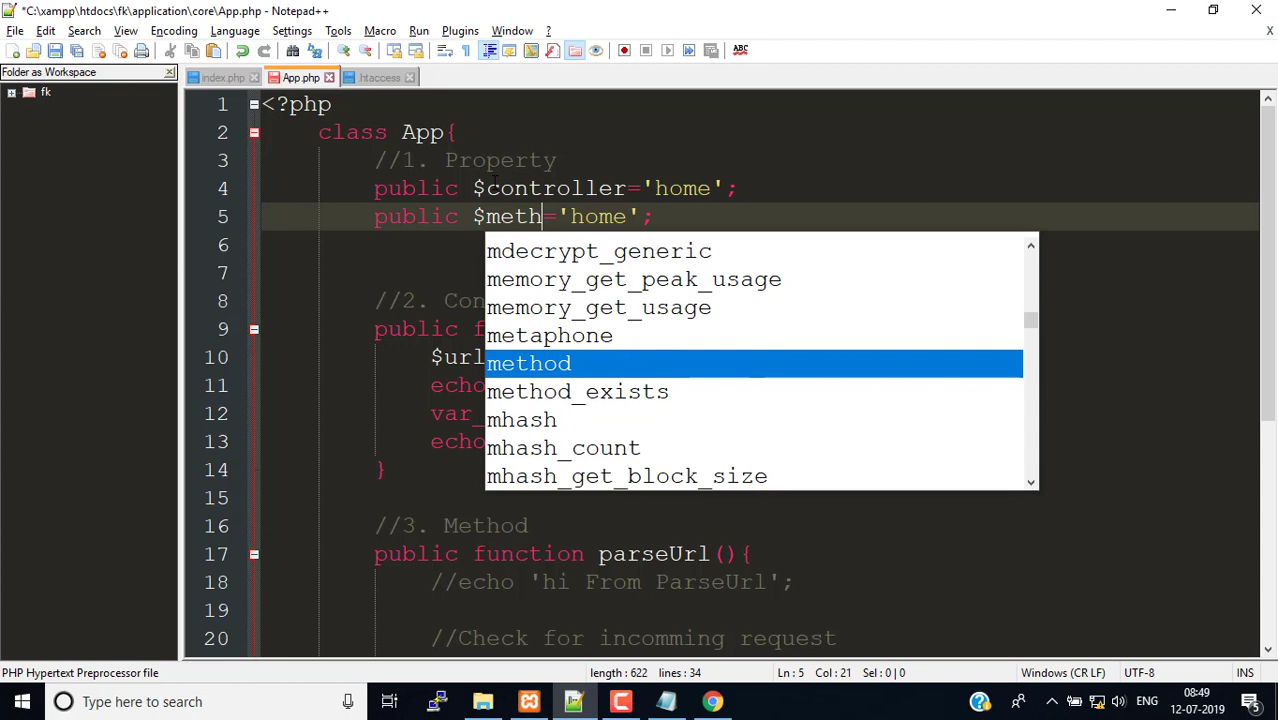 *C:\xampp\htdocs\fk\application\core\App.php - Notepad++
File Edit Search View Encoding Language Settings Tools Macro Run Plugins Window ? X
ABC
Folder as Workspace
index.php App.php htaccess
fk
1 <?php
2 class App{
3 //1. Property
4 public $controller='home';
5 public $meth='home';
6 mdecrypt_generic
7 memory_get_peak_usage
memory_get_usage
8 //2. Con
metaphone
9 public f
10 $url method
11 echo method_exists
12 var_ mhash
13 echo mhash_count
14 } mhash_get_block_size
15
16 //3. Method
17 public function parseUrl(){
18 //echo 'hi From ParseUrl';
19
20 //Check for incomming request
PHP Hypertext Preprocessor file length : 622 lines : 34 Ln : 5 Col : 21 Sel : 0 | 0 Windows (CR LF) UTF-8 INS
Type here to search ENG 08:49 12-07-2019 5